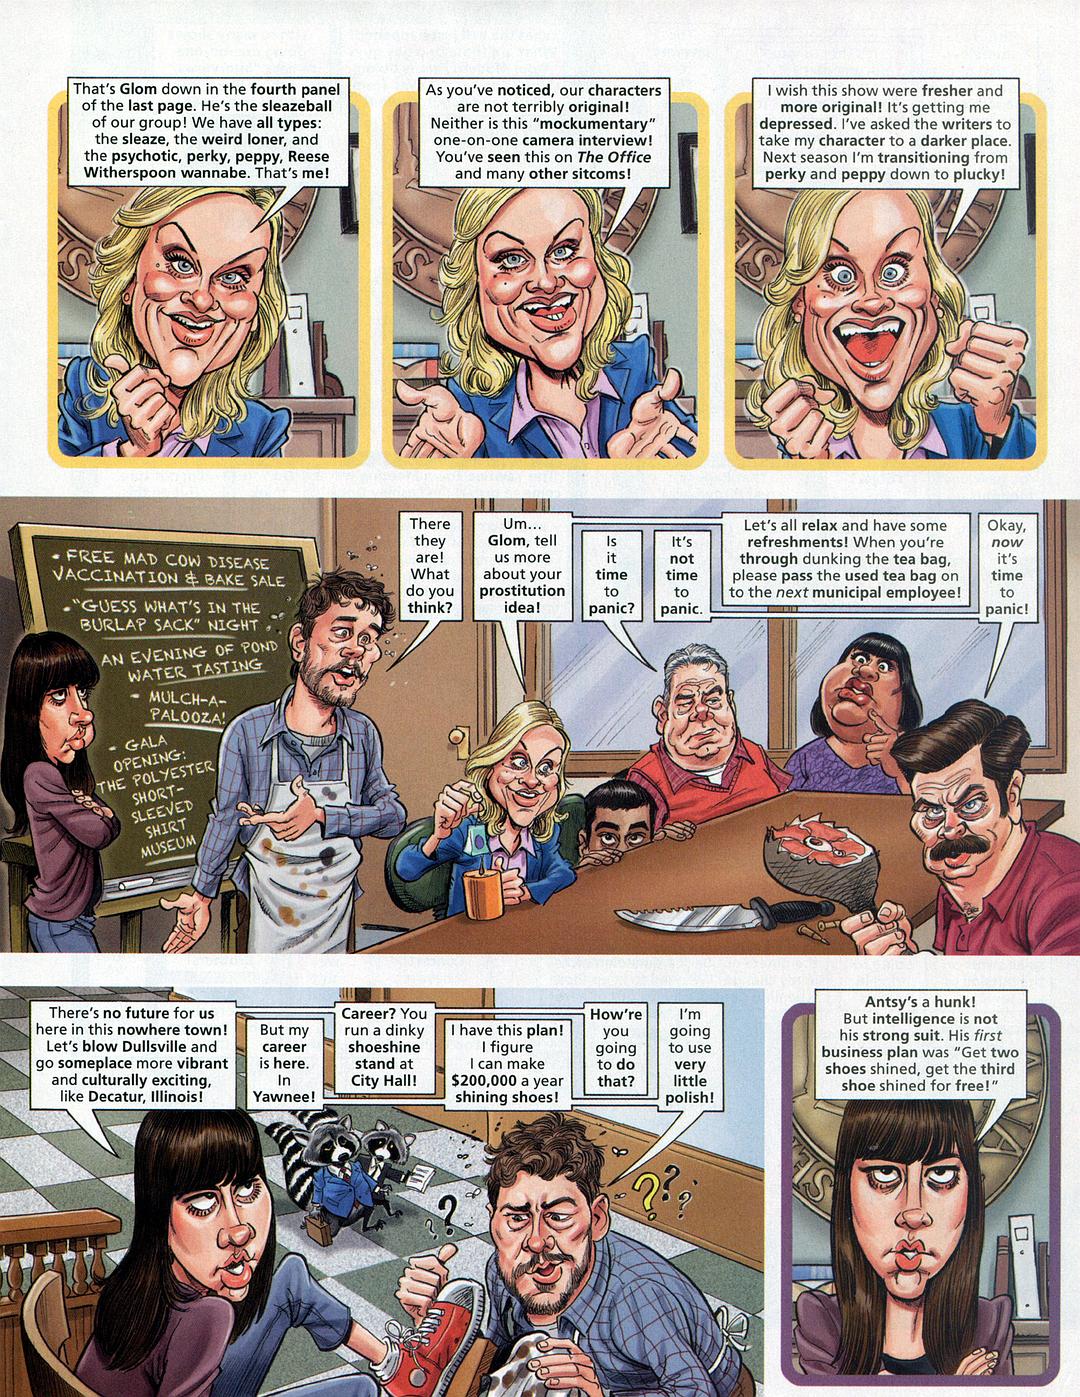 That's Glom down in the fourth panel
of the last page. He's the sleazeball
of our group! We have all types:
the sleaze, the weird loner, and
the psychotic, perky, peppy, Reese
Witherspoon wannabe. That's me!
As you've noticed, our characters
are not terribly original!
Neither is this "mockumentary"
one-on-one camera interview!
You've seen this on The Office
and many other sitcoms!
I wish this show were fresher and
more original! It's getting me
depressed. I've asked the writers to
take my character to a darker place.
Next season I'm transitioning from
perky and peppy down to plucky!
• FREE MAD COW DISEASE
VACCINATION & BAKE SALE
• "GUESS WHAT'S IN THE
BURLAP SACK" NIGHT •
AN EVENING OF POND
WATER TASTING
• MULCH-A-
PALOOZA!
• GALA
OPENING:
THE POLYESTER
SHORT-
SLEEVED
SHIRT
MUSEUM
There
they
are!
What
do you
think?
Um...
Glom, tell
us more
about your
prostitution
idea!
Is
it
time
to
panic?
It's
not
time
to
panic.
Let's all relax and have some
refreshments! When you're
through dunking the tea bag,
please pass the used tea bag on
to the next municipal employee!
Okay,
now
it's
time
to
panic!
There's no future for us
here in this nowhere town!
Let's blow Dullsville and
go someplace more vibrant
and culturally exciting,
like Decatur, Illinois!
But my
career
is here.
In
Yawnee!
Career? You
run a dinky
shoeshine
stand at
City Hall!
I have this plan!
I figure
I can make
$200,000 a year
shining shoes!
How're
you
going
to do
that?
I'm
going
to use
very
little
polish!
?
? ? ?
Antsy's a hunk!
But intelligence is not
his strong suit. His first
business plan was "Get two
shoes shined, get the third
shoe shined for free!"